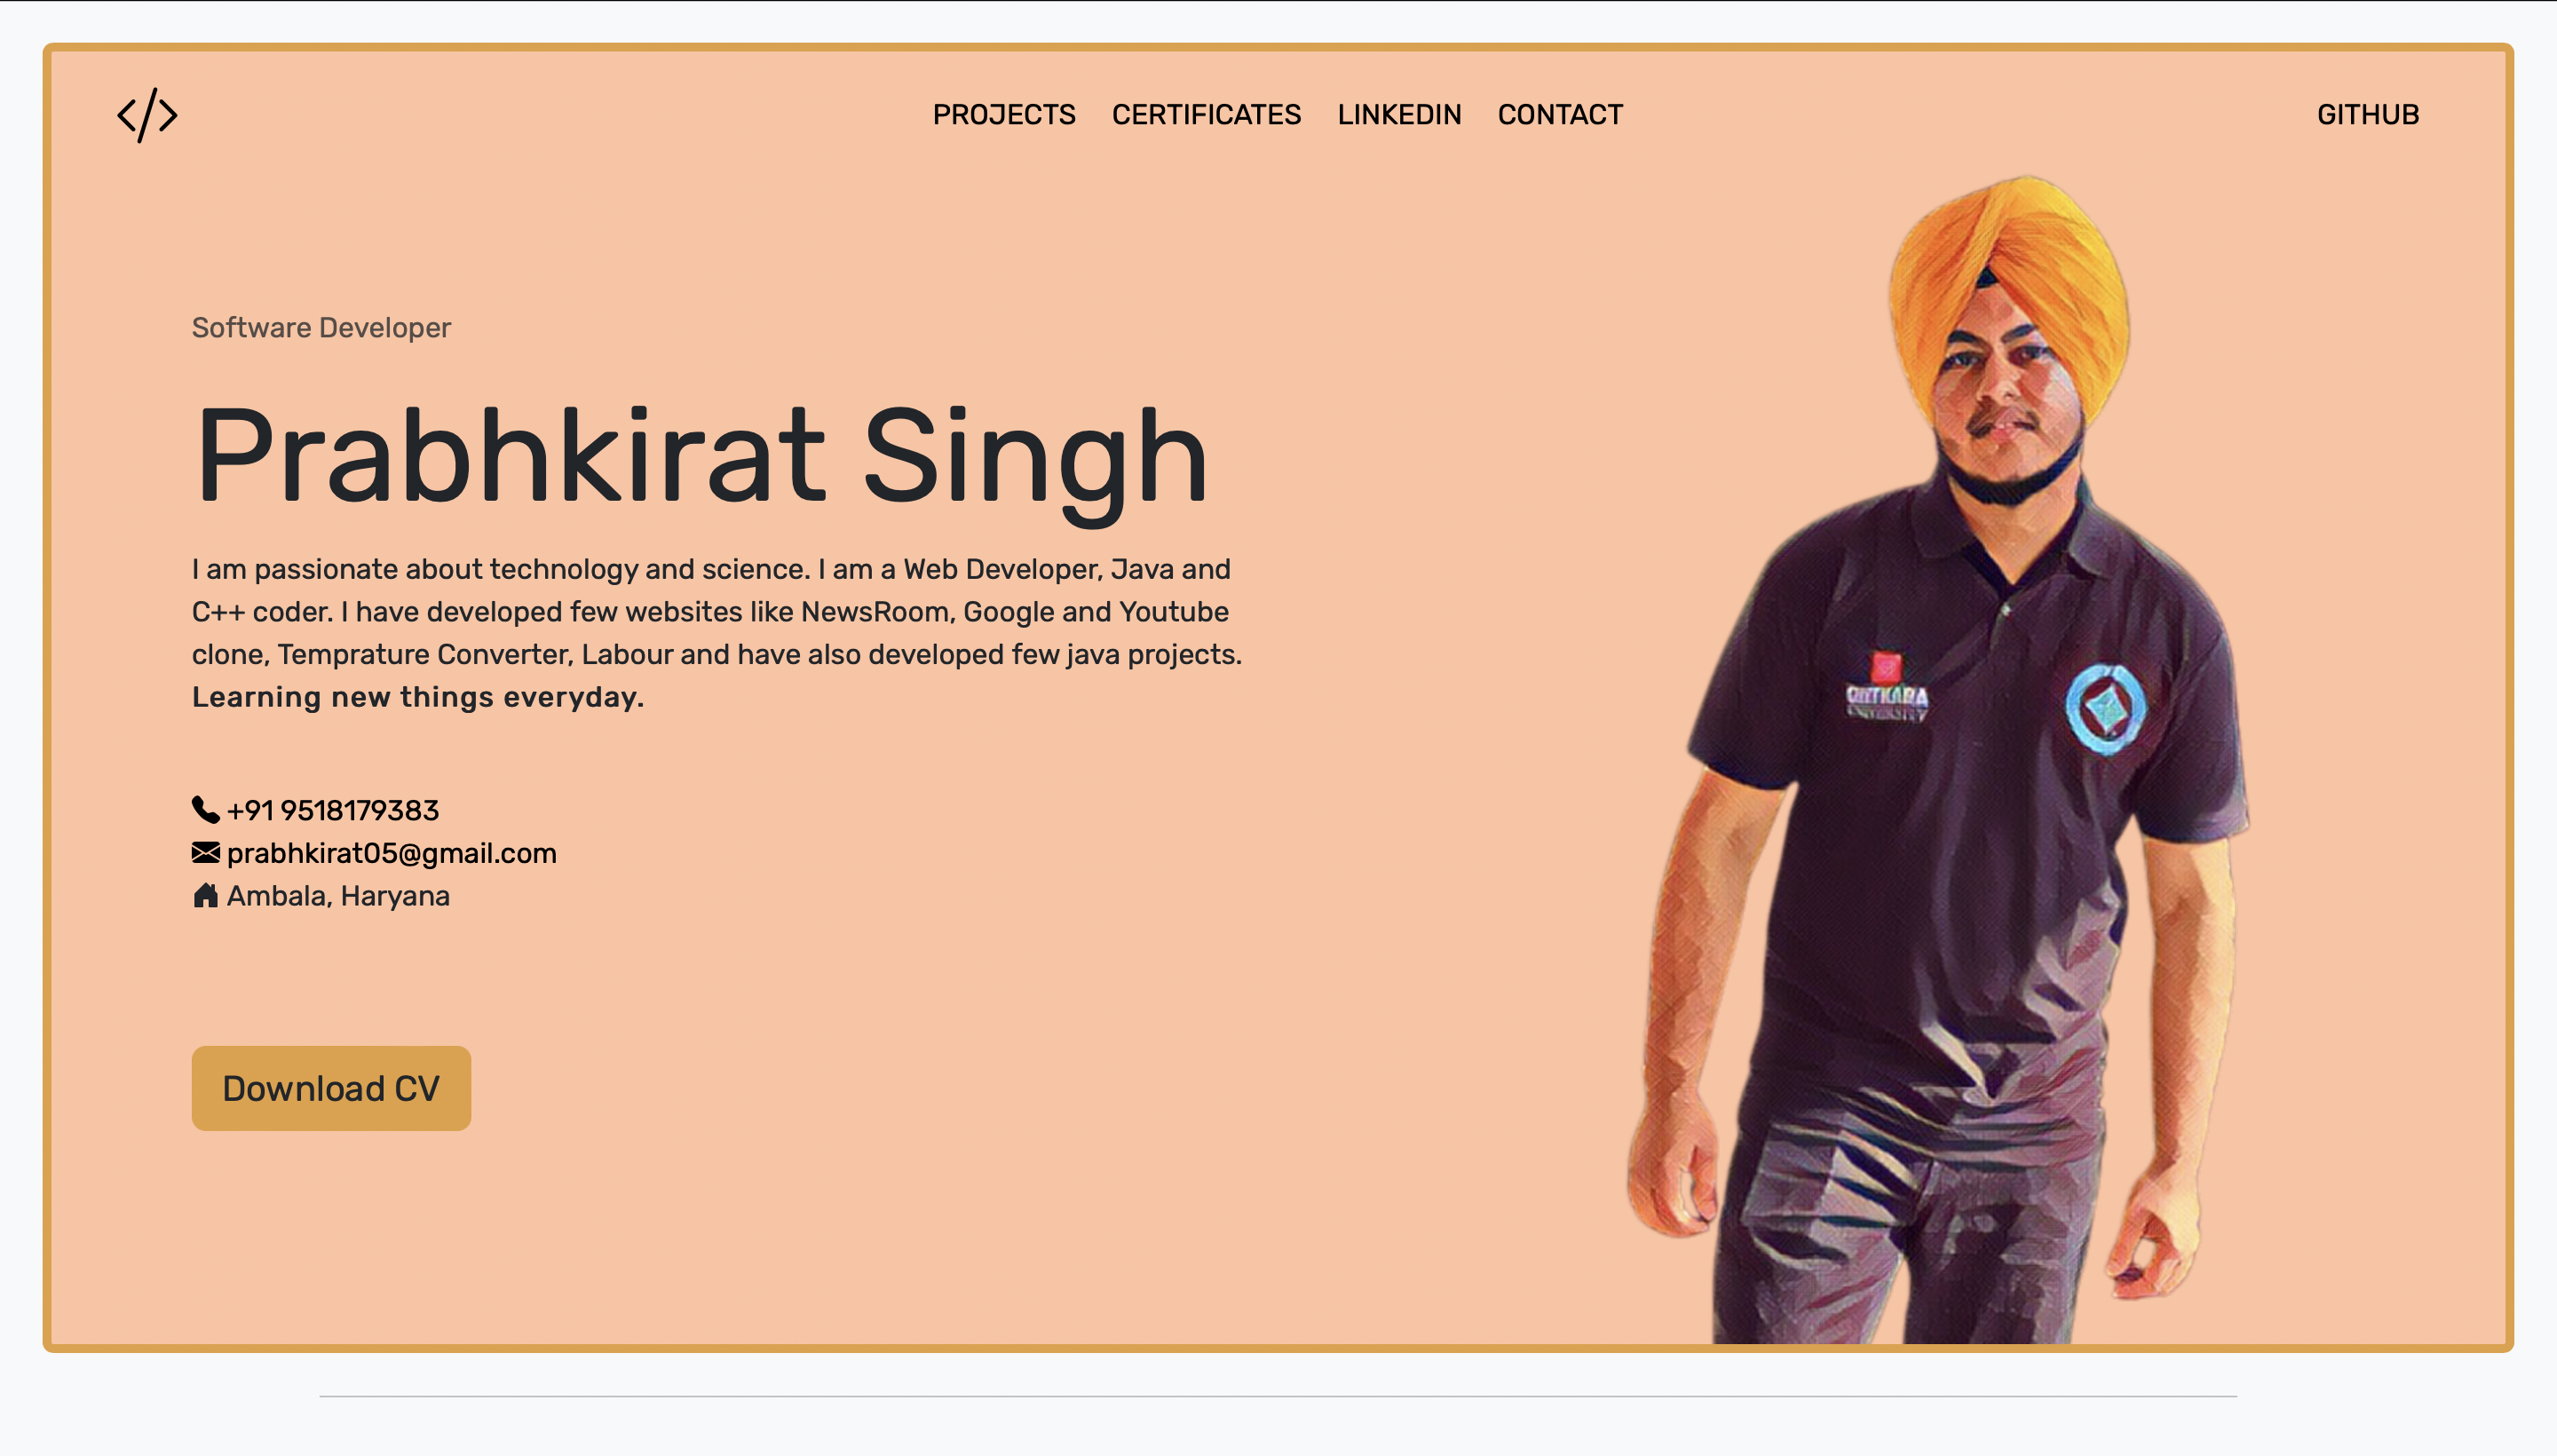 PROJECTS CERTIFICATES LINKEDIN CONTACT GITHUB
Software Developer
Prabhkirat Singh
I am passionate about technology and science. I am a Web Developer, Java and
C++ coder. I have developed few websites like NewsRoom, Google and Youtube
clone, Temprature Converter, Labour and have also developed few java projects.
Learning new things everyday.
+91 9518179383
prabhkirat05@gmail.com
Ambala, Haryana
Download CV
UNIVERSITY